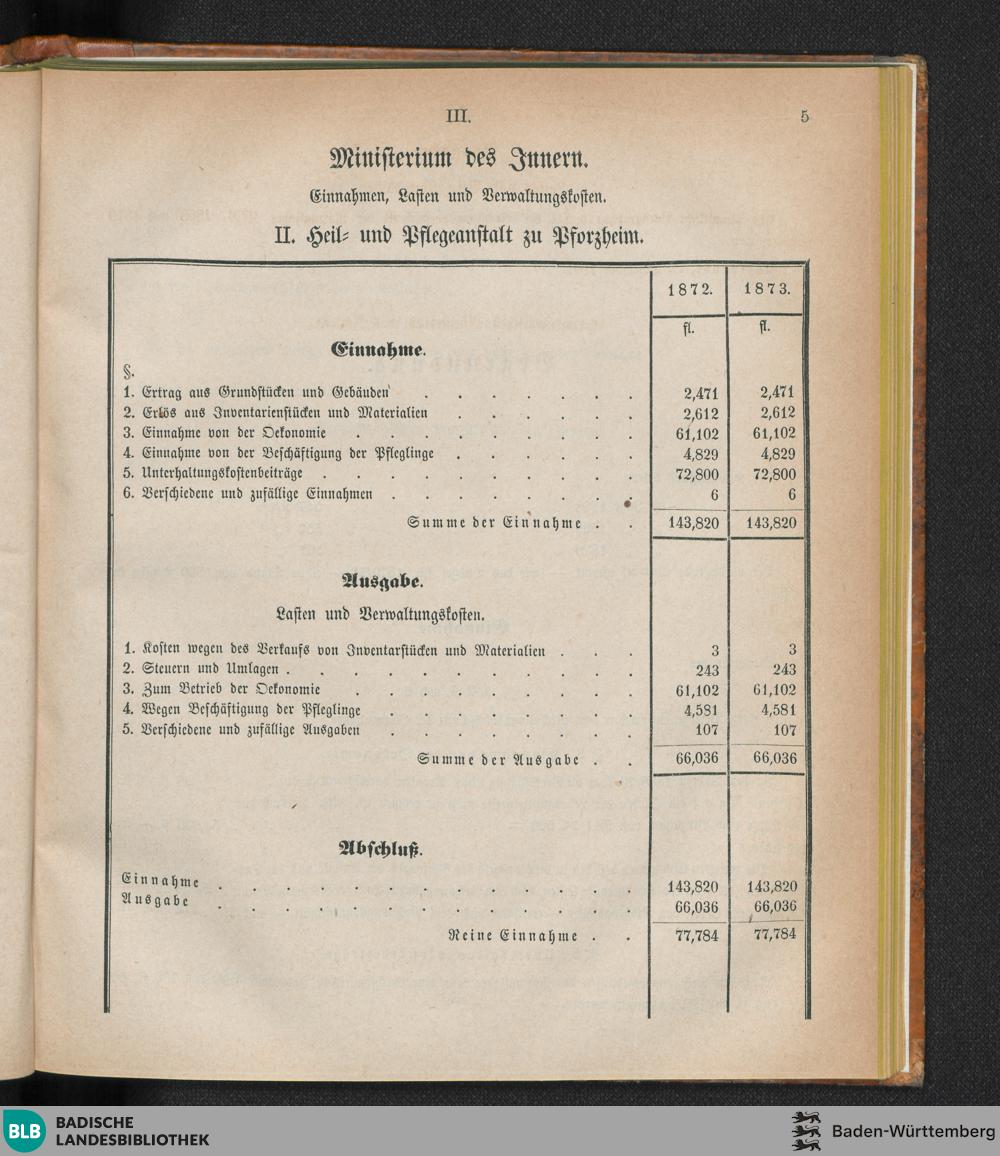 III. 5
Ministerium des Innern.
Einnahmen, Lasten und Verwaltungskosten.
II. Heil- und Pflegeanstalt zu Pforzheim.
1872. 1873.
fl. fl.
Einnahme.
§.
1. Ertrag aus Grundstücken und Gebäuden . . . . . . 2,471 2,471
2. Erlös aus Inventarienstücken und Materialien . . . . . . 2,612 2,612
3. Einnahme von der Oekonomie . . . . . . . . 61,102 61,102
4. Einnahme von der Beschäftigung der Pfleglinge . . . . . . 4,829 4,829
5. Unterhaltungskostenbeiträge . . . . . . . . . 72,800 72,800
6. Verschiedene und zufällige Einnahmen . . . . . . . 6 6
Summe der Einnahme . . 143,820 143,820
Ausgabe.
Lasten und Verwaltungskosten.
1. Kosten wegen des Verkaufs von Inventarstücken und Materialien . . . 3 3
2. Steuern und Umlagen . . . . . . . . . . . 243 243
3. Zum Betrieb der Oekonomie . . . . . . . . 61,102 61,102
4. Wegen Beschäftigung der Pfleglinge . . . . . . . 4,581 4,581
5. Verschiedene und zufällige Ausgaben . . . . . . . 107 107
Summe der Ausgabe . . 66,036 66,036
Abschluß.
Einnahme . . . . . . . . . . . . 143,820 143,820
Ausgabe . . . . . . . . . . . . 66,036 66,036
Reine Einnahme . . 77,784 77,784
BLB BADISCHE
LANDESBIBLIOTHEK
Baden-Württemberg